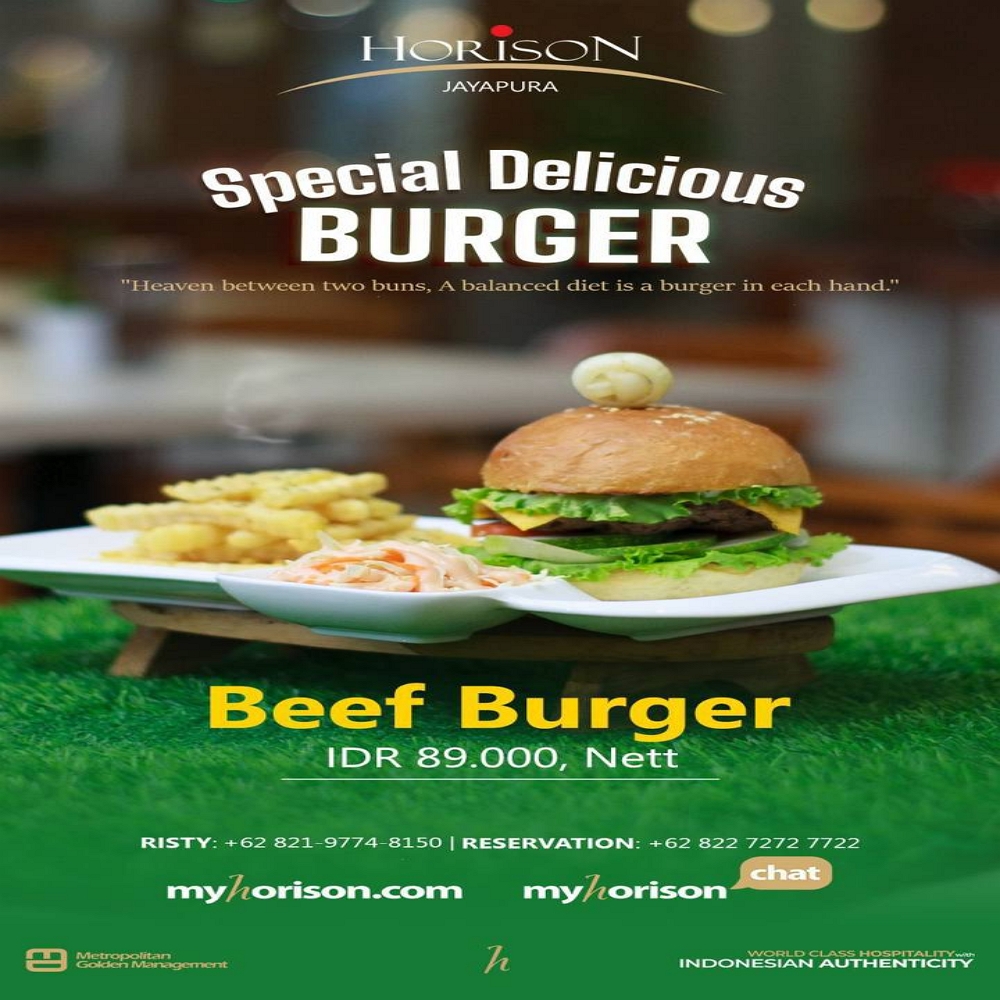 HORISON
JAYAPURA
Special Delicious
BURGER
"Heaven between two buns, A balanced diet is a burger in each hand."
Beef Burger
IDR 89.000, Nett
RISTY: +62 821-9774-8150 | RESERVATION: +62 822 7272 7722
myhorison.com myhorison chat
Metropolitan
Golden Management
h
WORLD CLASS HOSPITALITY with
INDONESIAN AUTHENTICITY